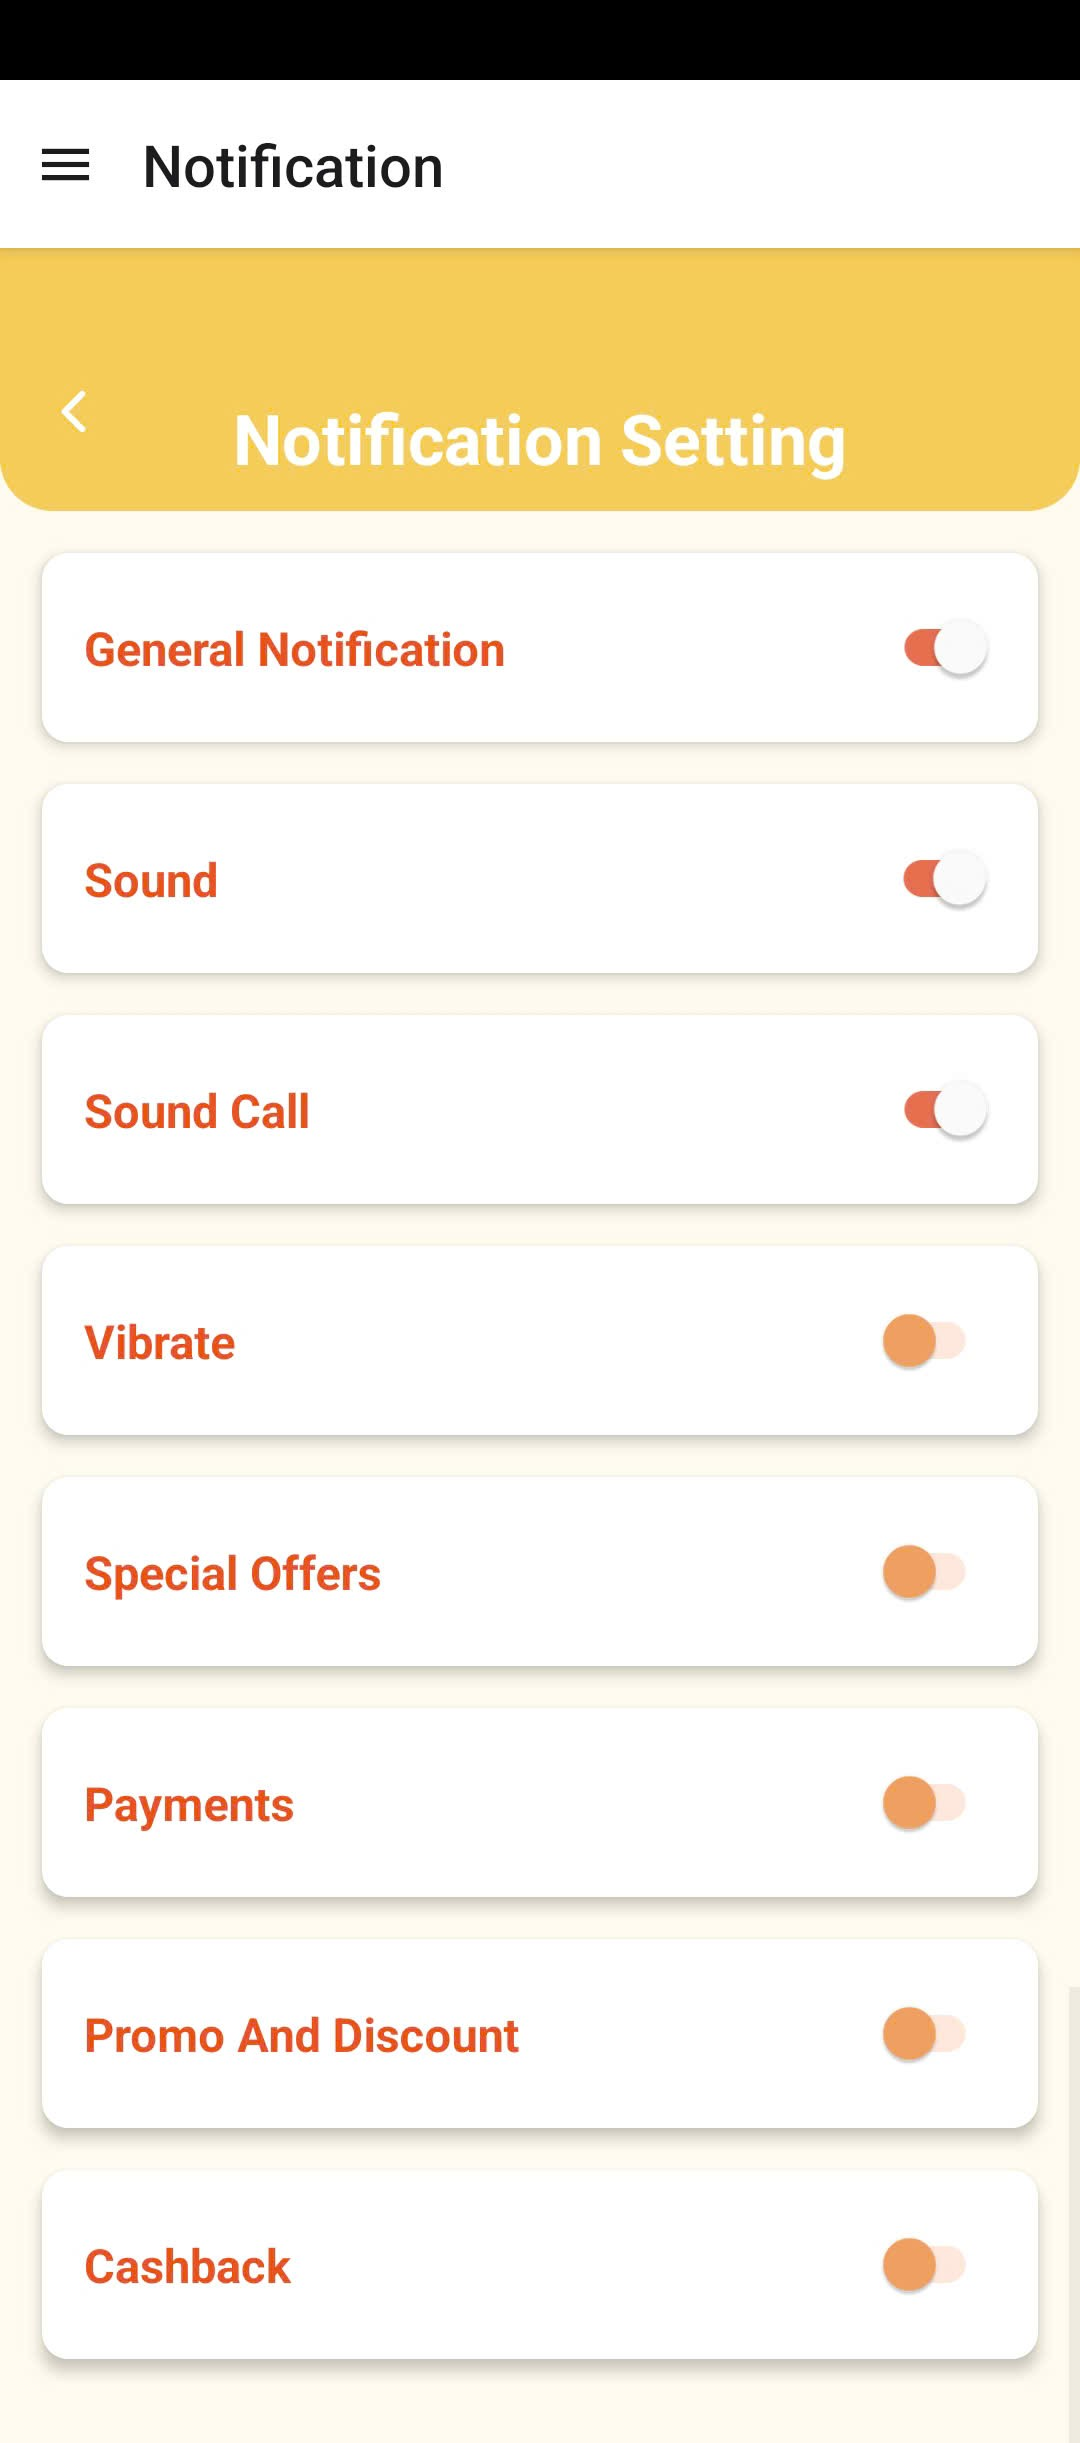 Notification
Notification Setting
General Notification
Sound
Sound Call
Vibrate
Special Offers
Payments
Promo And Discount
Cashback